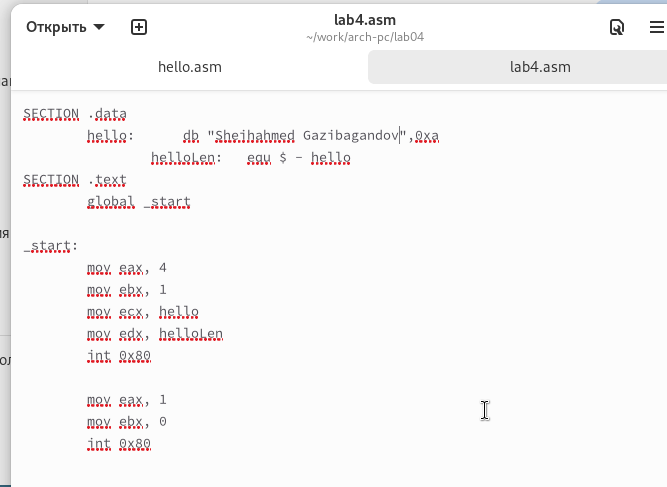 Открыть
lab4.asm
~/work/arch-pc/lab04
hello.asm
lab4.asm
SECTION .data
hello: db "Sheihahmed Gazibagandov",0xa
helloLen: equ $ - hello
SECTION .text
global _start
_start:
mov eax, 4
mov ebx, 1
mov ecx, hello
mov edx, helloLen
int 0x80
mov eax, 1
mov ebx, 0
int 0x80